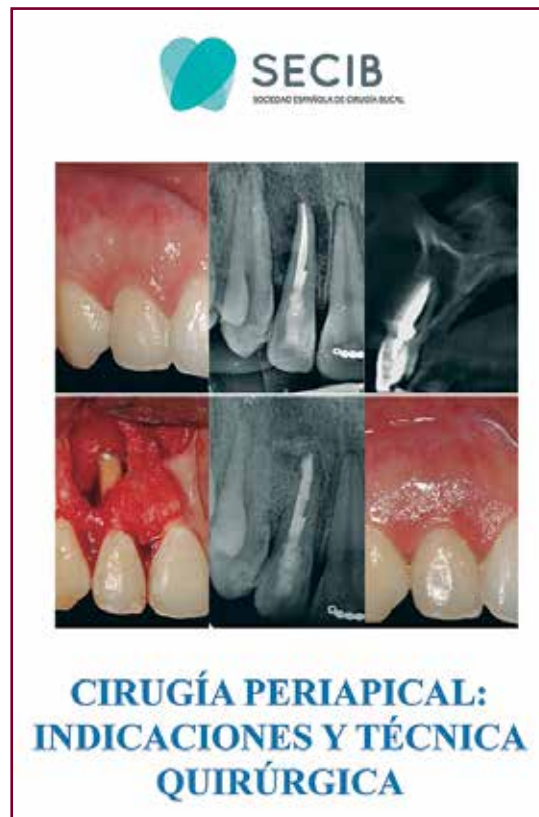 SECIB
SOCIEDAD ESPAÑOLA DE CIRUGÍA BUCAL
CIRUGÍA PERIAPICAL:
INDICACIONES Y TÉCNICA
QUIRÚRGICA